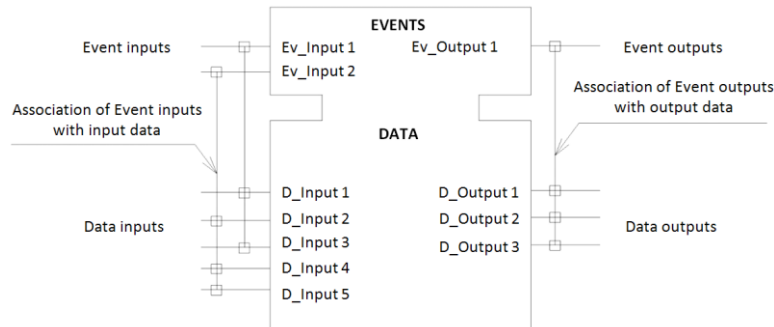 EVENTS
Event inputs
Ev_Input 1
Ev_Output 1
Event outputs
Ev_Input 2
Association of Event inputs
with input data
Association of Event outputs
with output data
DATA
D_Input 1
D_Output 1
Data inputs
D_Input 2
D_Output 2
Data outputs
D_Input 3
D_Output 3
D_Input 4
D_Input 5